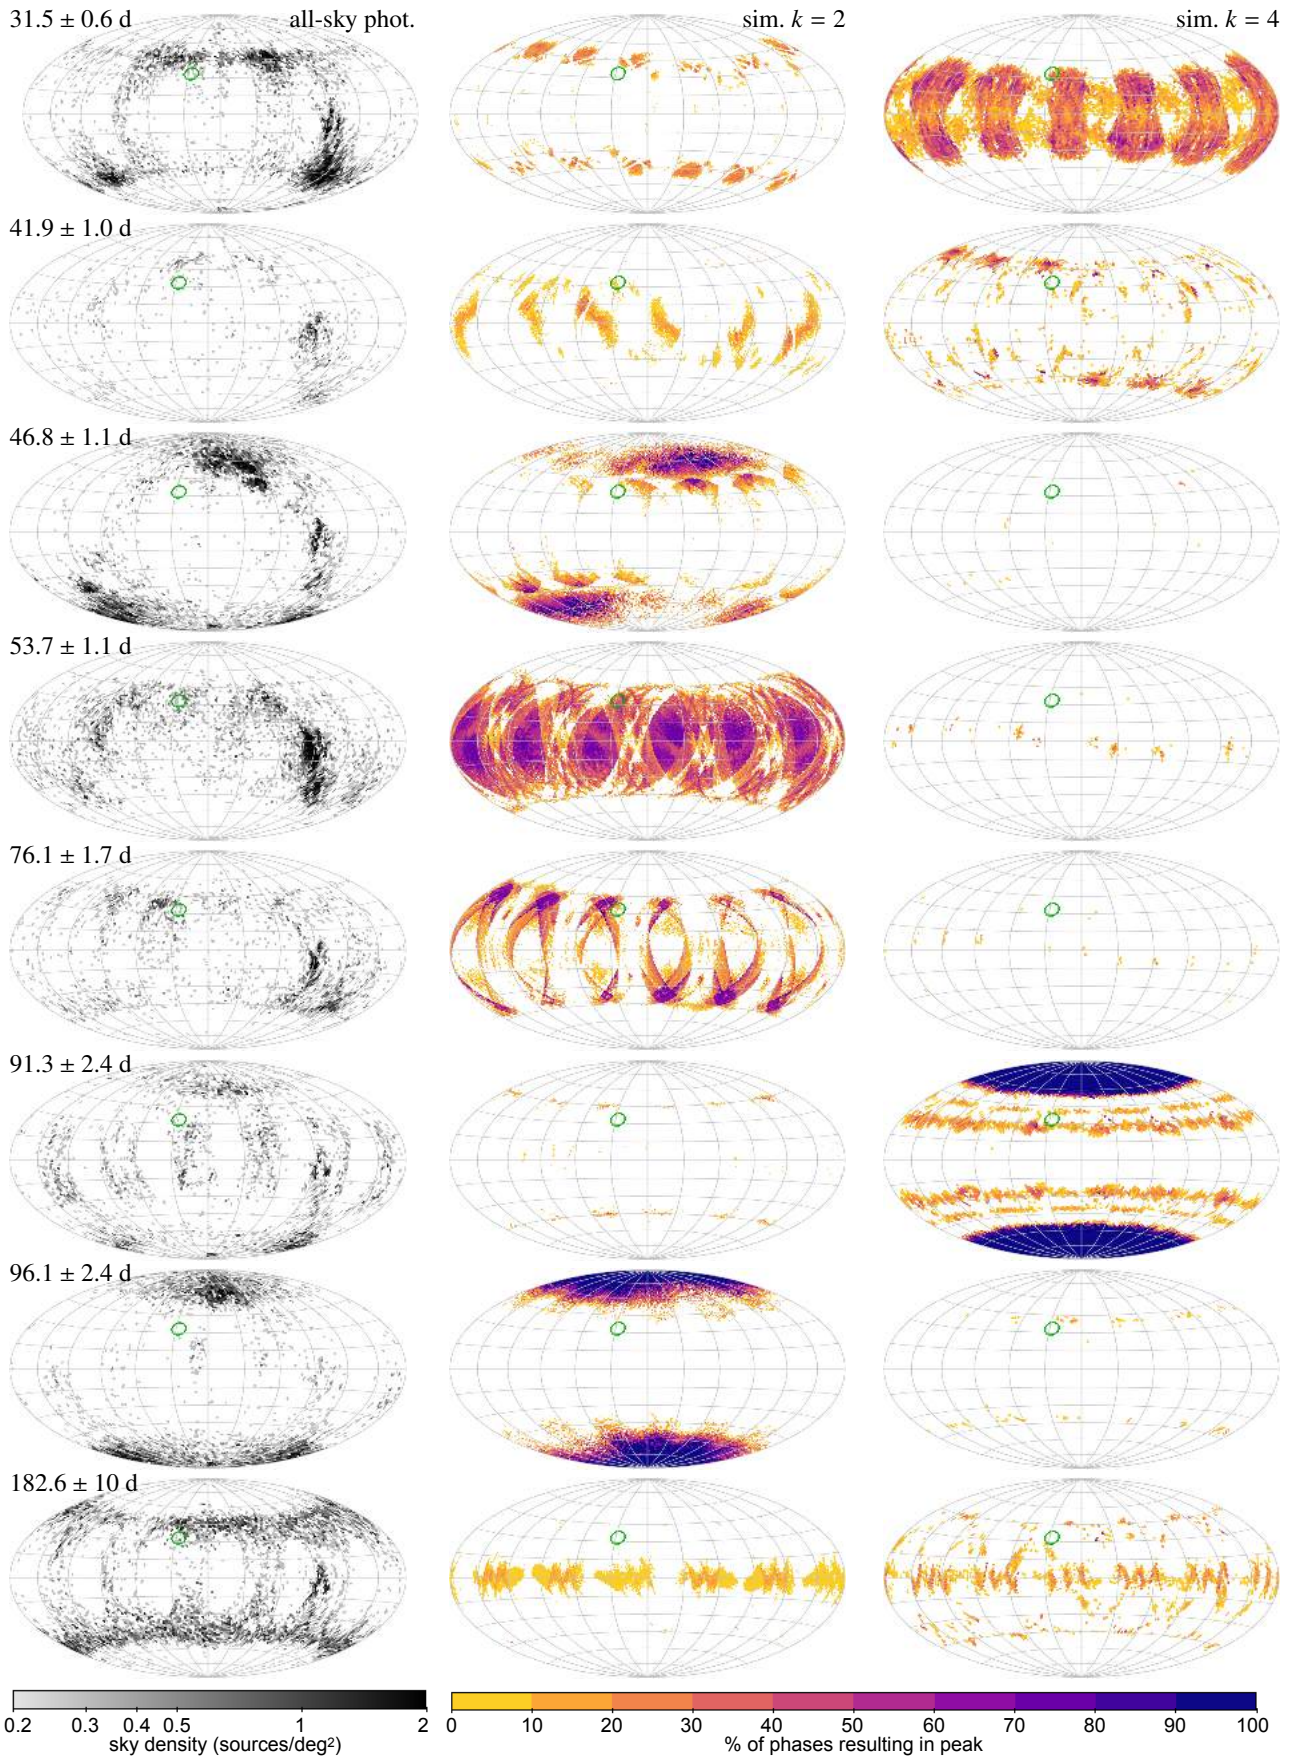 31.5 ± 0.6 d all-sky phot. sim. k = 2 sim. k = 4
41.9 ± 1.0 d
46.8 ± 1.1 d
53.7 ± 1.1 d
76.1 ± 1.7 d
91.3 ± 2.4 d
96.1 ± 2.4 d
182.6 ± 10 d
0.2 0.3 0.4 0.5 1 2 0 10 20 30 40 50 60 70 80 90 100
sky density (sources/deg²) % of phases resulting in peak